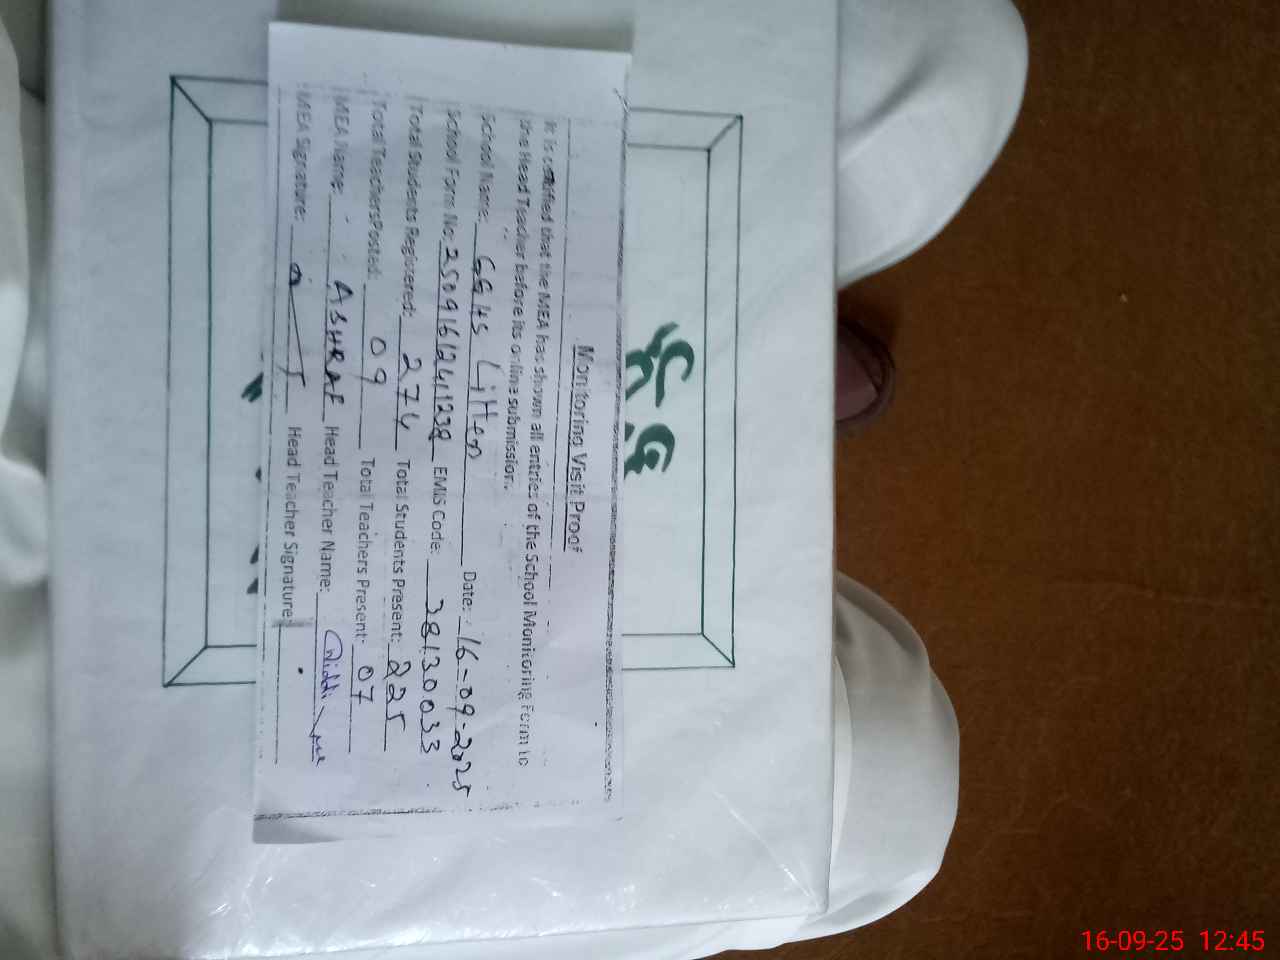 Monitoring Visit Proof
It is certified that the MEA has shown all entries of the School Monitoring Form to
the Head Teacher before its online submission.
School Name: GGHS Litten Date: 16-09-2025
School Form No: 2509161241238 EMIS Code: 38130033
Total Students Registered: 274 Total Students Present: 225
Total Teachers Posted: 09 Total Teachers Present: 07
MEA Name: ASHRAF Head Teacher Name:
MEA Signature: Head Teacher Signature:
16-09-25 12:45